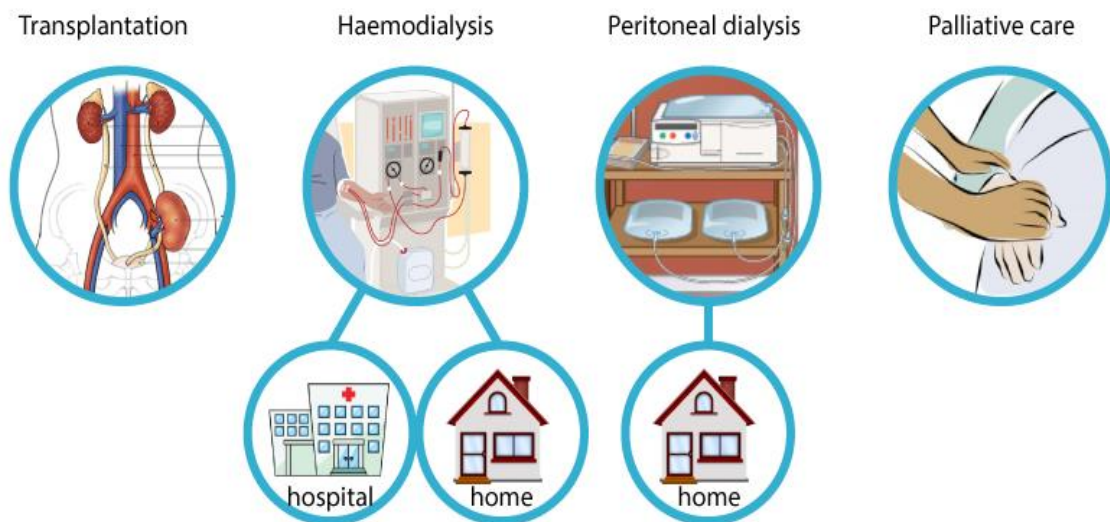 Transplantation
Haemodialysis
Peritoneal dialysis
Palliative care
hospital
home
home